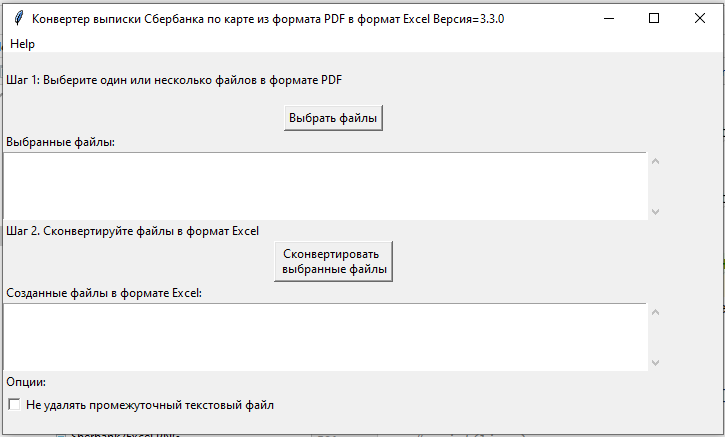 Конвертер выписки Сбербанка по карте из формата PDF в формат Excel Версия=3.3.0
Help
Шаг 1: Выберите один или несколько файлов в формате PDF
Выбрать файлы
Выбранные файлы:
Шаг 2. Сконвертируйте файлы в формат Excel
Сконвертировать
выбранные файлы
Созданные файлы в формате Excel:
Опции:
Не удалять промежуточный текстовый файл